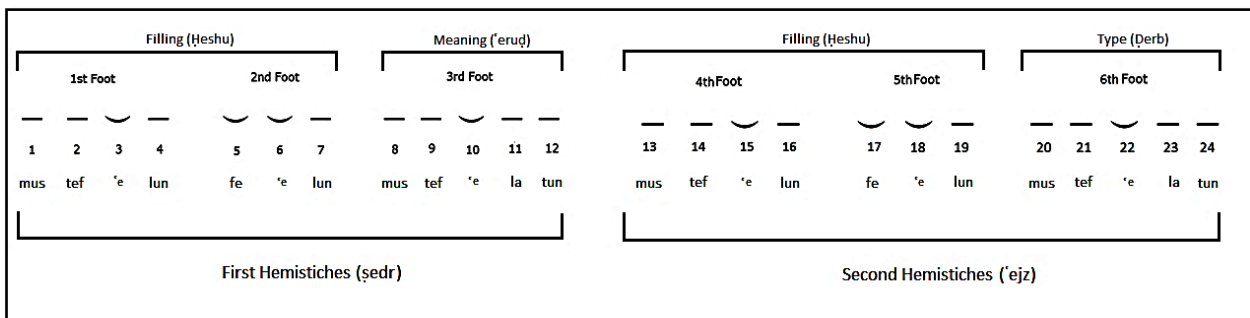 Filling (Ḥeshu) Meaning (ʿeruḍ) Filling (Ḥeshu) Type (Ḍerb)
1st Foot 2nd Foot 3rd Foot 4thFoot 5thFoot 6th Foot
1 2 3 4 5 6 7 8 9 10 11 12 13 14 15 16 17 18 19 20 21 22 23 24
mus tef ʿe lun fe ʿe lun mus tef ʿe la tun mus tef ʿe lun fe ʿe lun mus tef ʿe la tun
First Hemistiches (ṣedr) Second Hemistiches (ʿejz)